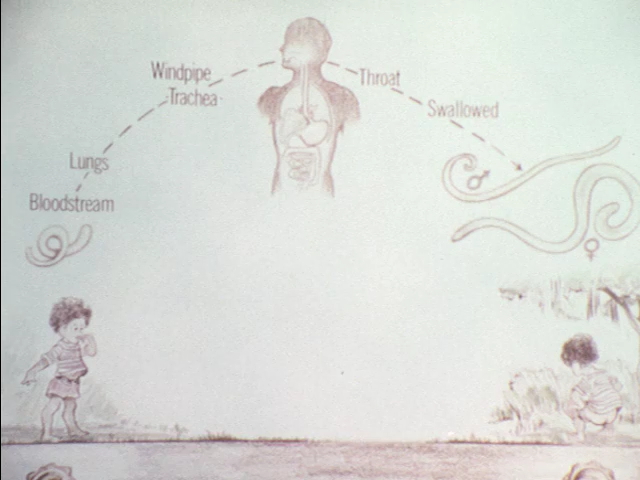 Windpipe
Trachea
Throat
Swallowed
Lungs
Bloodstream
♂
♀